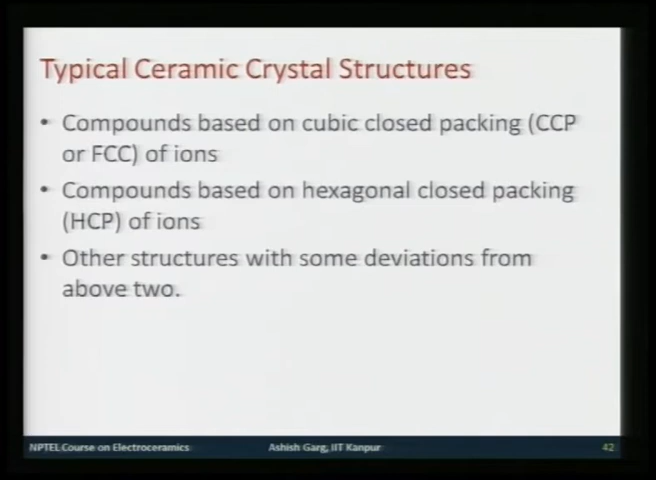 Typical Ceramic Crystal Structures
• Compounds based on cubic closed packing (CCP
or FCC) of ions
• Compounds based on hexagonal closed packing
(HCP) of ions
• Other structures with some deviations from
above two.
NPTEL Course on Electroceramics Ashish Garg, IIT Kanpur 42